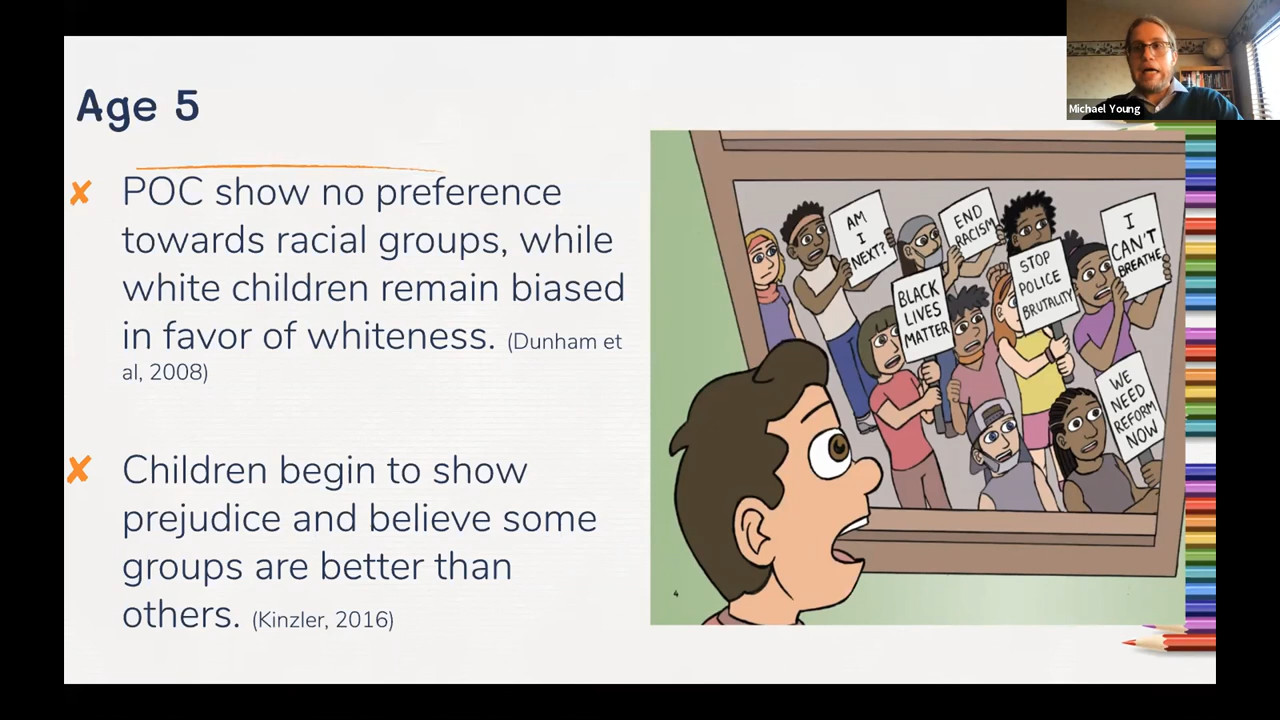 Age 5
✘ POC show no preference
towards racial groups, while
white children remain biased
in favor of whiteness. (Dunham et
al, 2008)
✘ Children begin to show
prejudice and believe some
groups are better than
others. (Kinzler, 2016)
AM
I
NEXT?
END
RACISM
I
CAN'T
BREATHE
STOP
POLICE
BRUTALITY
BLACK
LIVES
MATTER
WE
NEED
REFORM
NOW
4
Michael Young